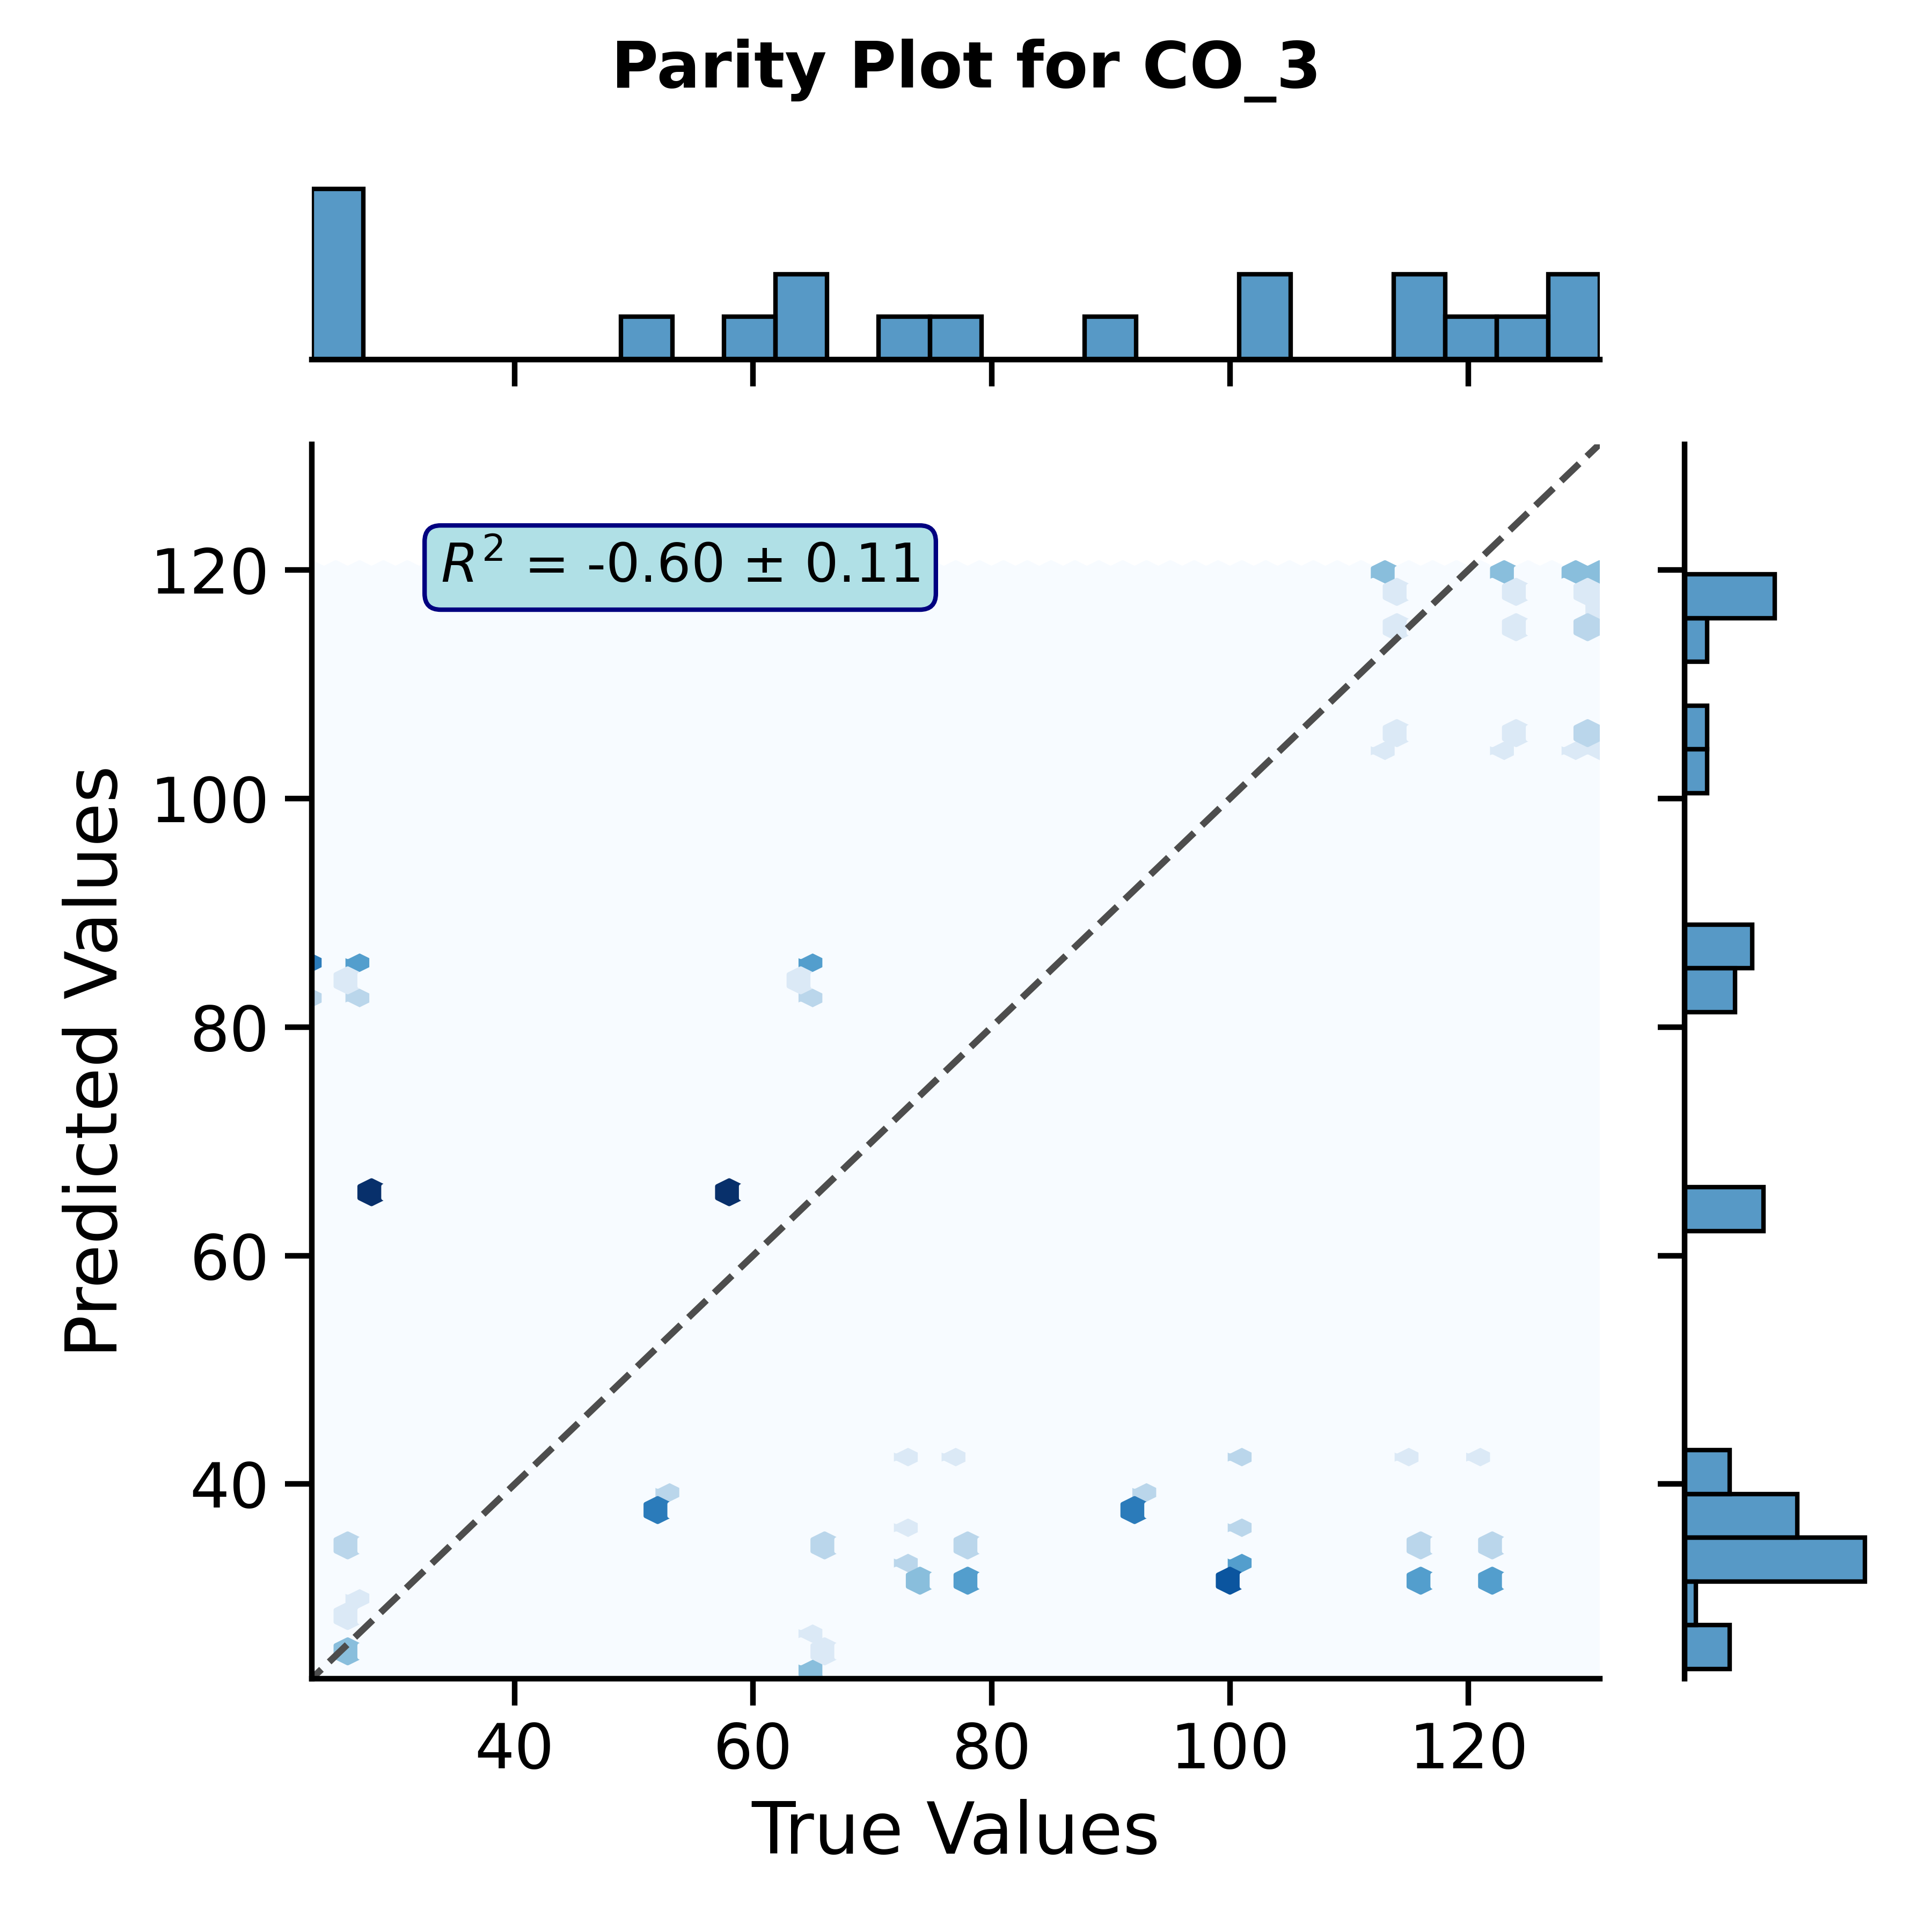 Parity Plot for CO_3
R² = -0.60 ± 0.11
120
100
80
60
40
Predicted Values
40 60 80 100 120
True Values